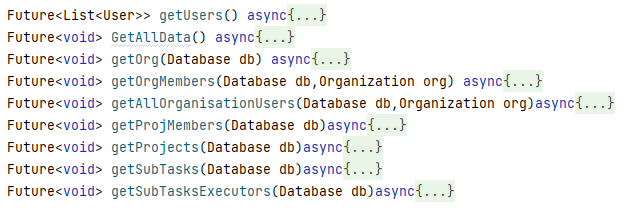 Future<List<User>> getUsers() async{...}
Future<void> GetAllData() async{...}
Future<void> getOrg(Database db) async{...}
Future<void> getOrgMembers(Database db,Organization org) async{...}
Future<void> getAllOrganisationUsers(Database db,Organization org)async{...}
Future<void> getProjMembers(Database db)async{...}
Future<void> getProjects(Database db)async{...}
Future<void> getSubTasks(Database db)async{...}
Future<void> getSubTasksExecutors(Database db)async{...}